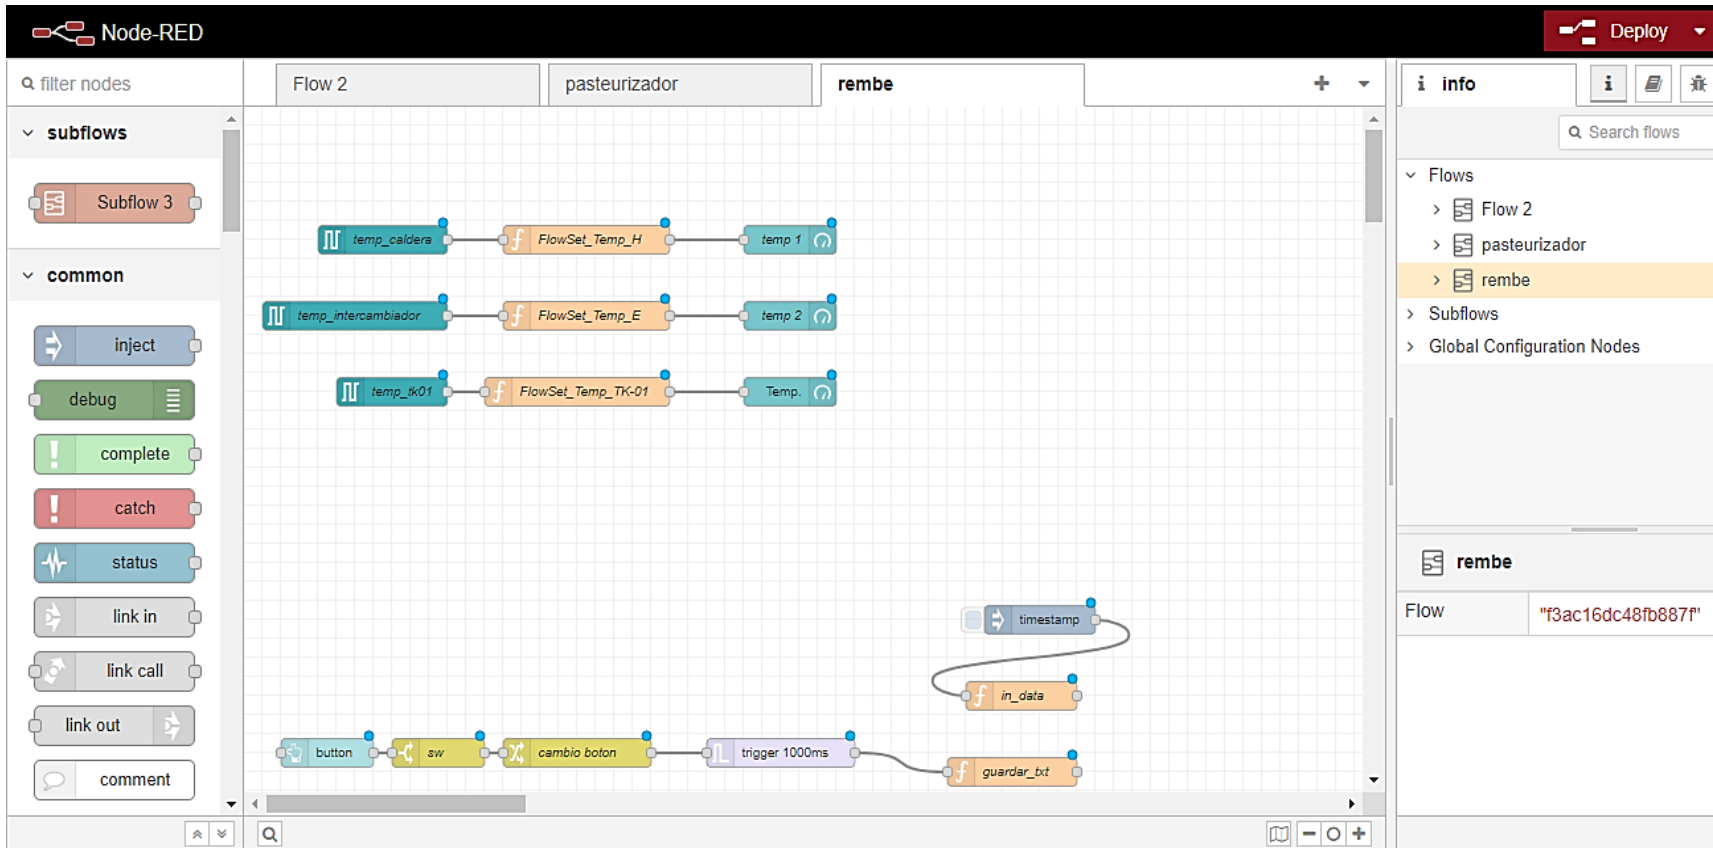 Node-RED
Deploy
filter nodes
Flow 2
pasteurizador
rembe
i info
i
Search flows
subflows
Subflow 3
common
inject
debug
complete
catch
status
link in
link call
link out
comment
temp_caldera
FlowSet_Temp_H
temp 1
temp_intercambiador
FlowSet_Temp_E
temp 2
temp_tk01
FlowSet_Temp_TK-01
Temp.
timestamp
in_data
button
sw
cambio boton
trigger 1000ms
guardar_txt
Flows
Flow 2
pasteurizador
rembe
Subflows
Global Configuration Nodes
rembe
Flow
"f3ac16dc48fb887f"